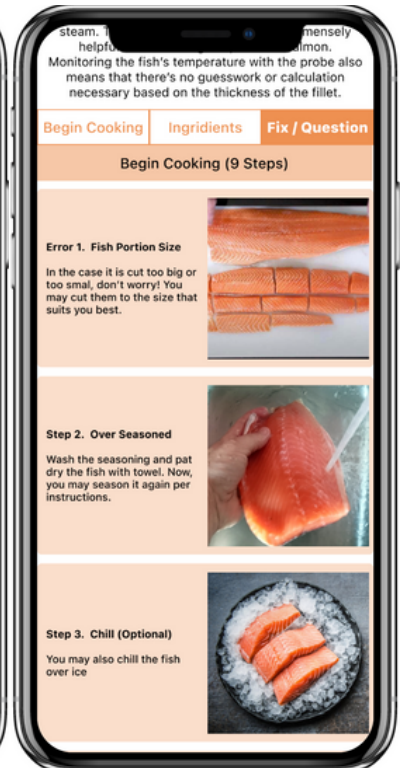 steam. T mensely
helpfu almon.
Monitoring the fish's temperature with the probe also
means that there's no guesswork or calculation
necessary based on the thickness of the fillet.
Begin Cooking Ingridients Fix / Question
Begin Cooking (9 Steps)
Error 1. Fish Portion Size
In the case it is cut too big or
too smal, don't worry! You
may cut them to the size that
suits you best.
Step 2. Over Seasoned
Wash the seasoning and pat
dry the fish with towel. Now,
you may season it again per
instructions.
Step 3. Chill (Optional)
You may also chill the fish
over ice